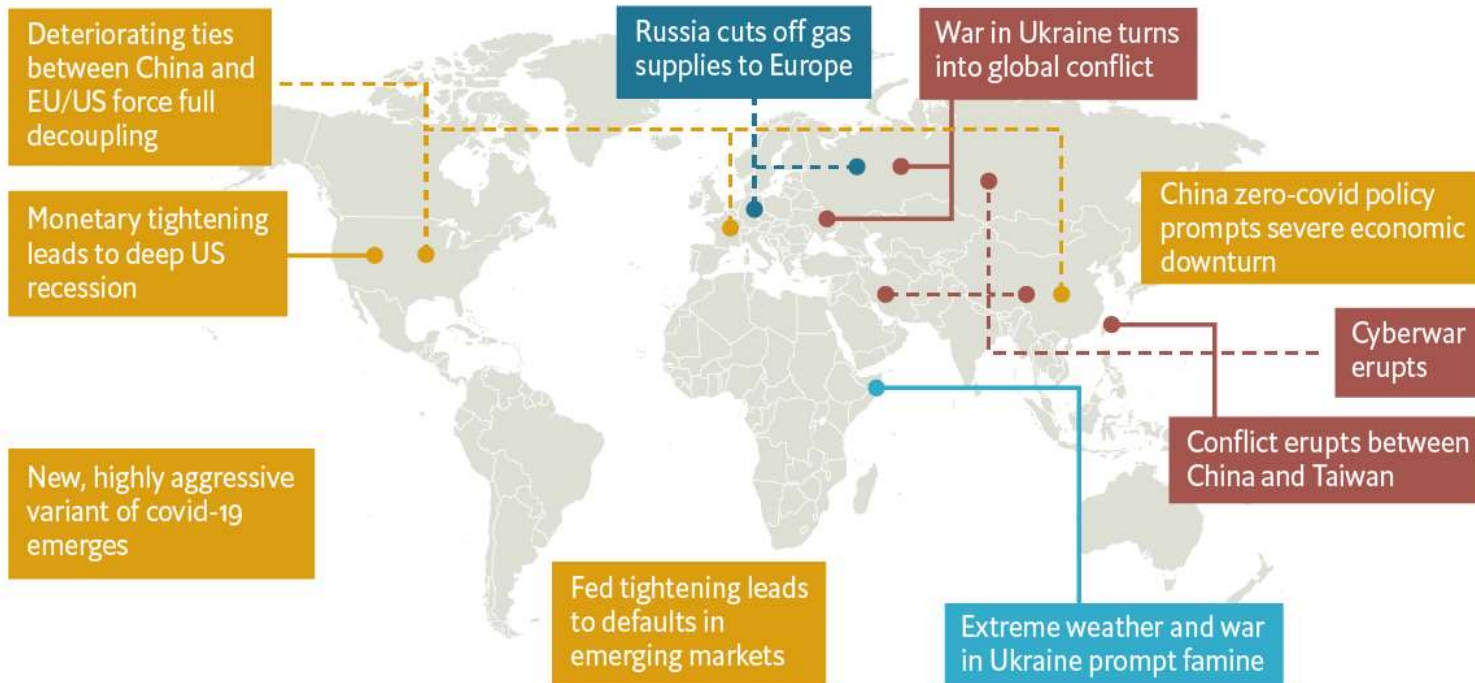 Deteriorating ties
between China and
EU/US force full
decoupling
Russia cuts off gas
supplies to Europe
War in Ukraine turns
into global conflict
Monetary tightening
leads to deep US
recession
China zero-covid policy
prompts severe economic
downturn
Cyberwar
erupts
Conflict erupts between
China and Taiwan
New, highly aggressive
variant of covid-19
emerges
Fed tightening leads
to defaults in
emerging markets
Extreme weather and war
in Ukraine prompt famine